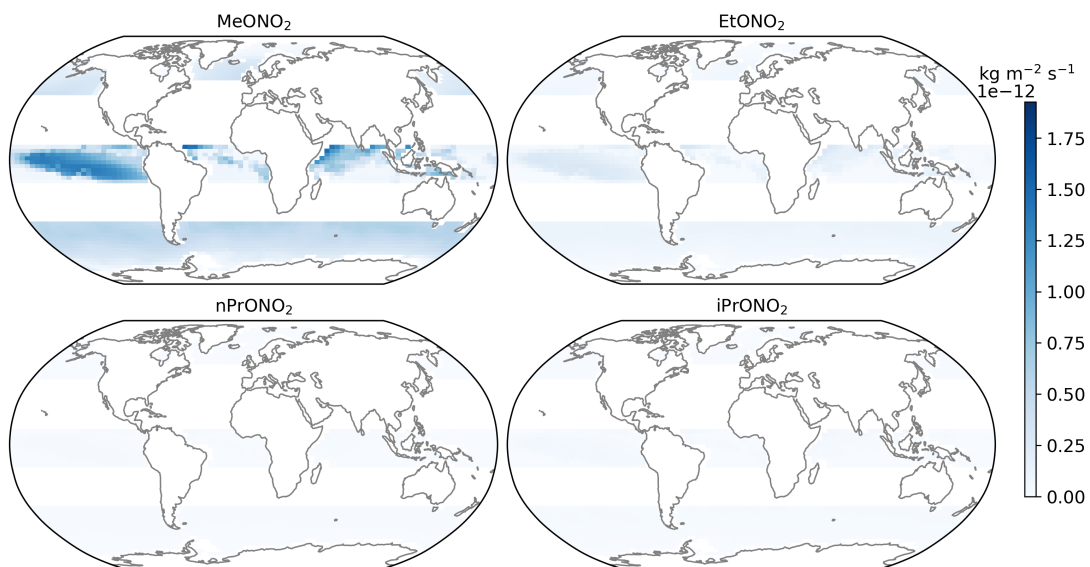 MeONO₂
EtONO₂
kg m⁻² s⁻¹
1e−12
1.75
1.50
1.25
1.00
0.75
0.50
0.25
0.00
nPrONO₂
iPrONO₂